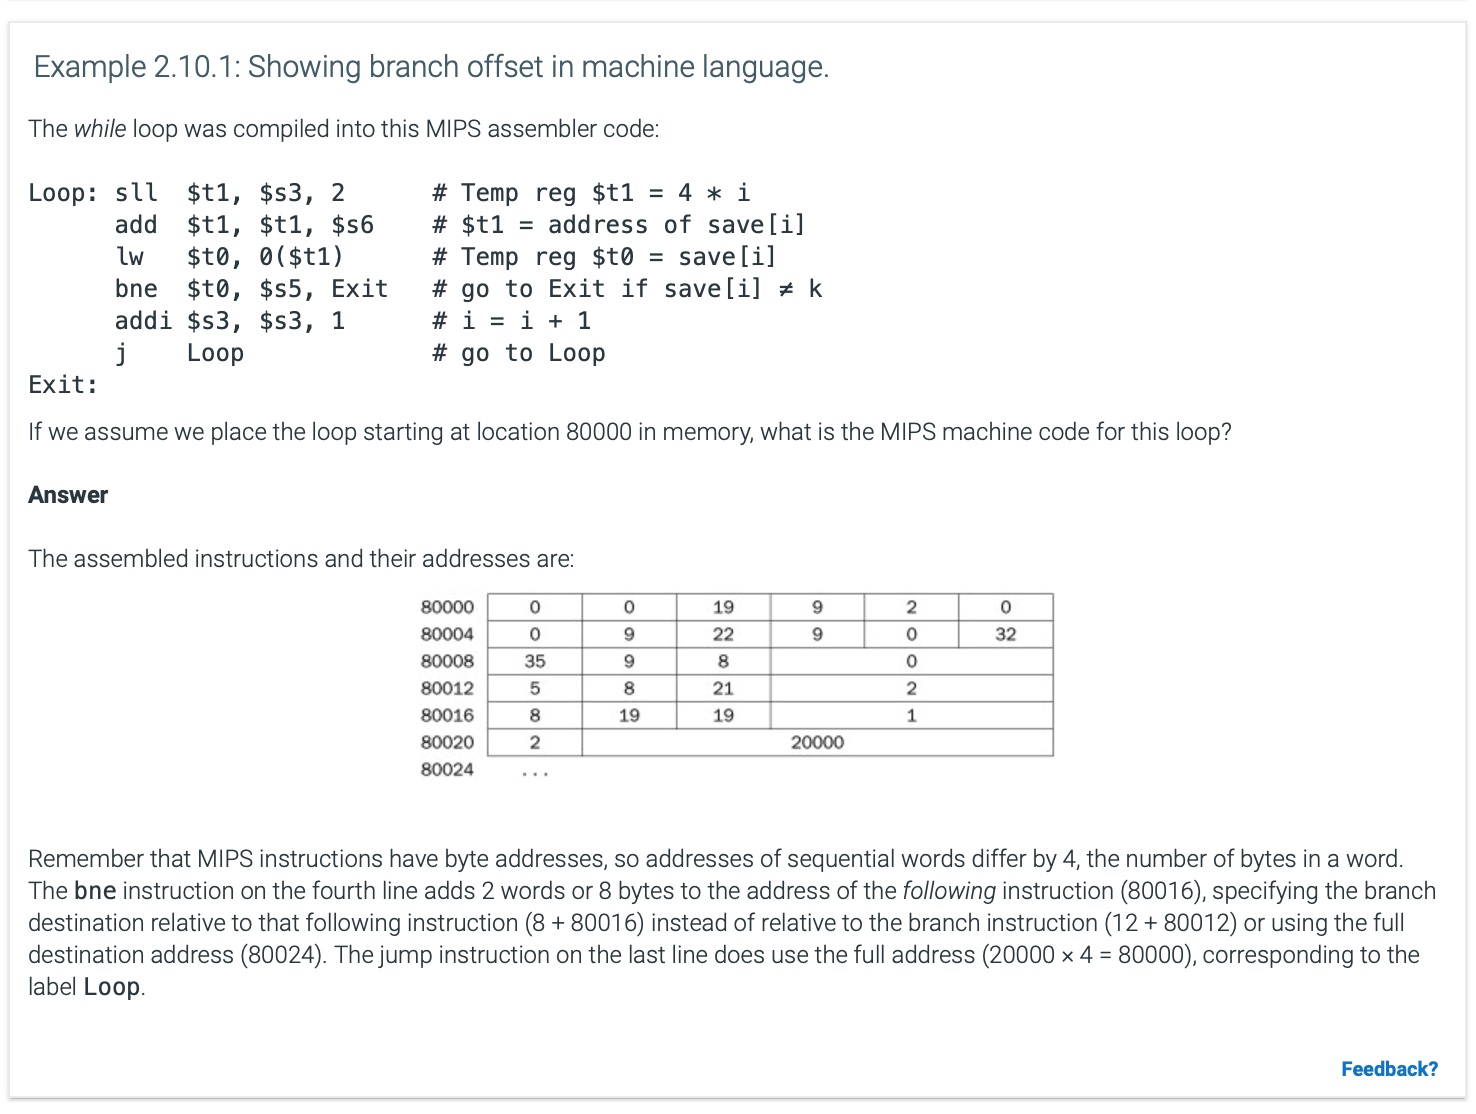 Example 2.10.1: Showing branch offset in machine language.
The while loop was compiled into this MIPS assembler code:
Loop: sll  $t1, $s3, 2      # Temp reg $t1 = 4 * i
      add  $t1, $t1, $s6    # $t1 = address of save[i]
      lw   $t0, 0($t1)      # Temp reg $t0 = save[i]
      bne  $t0, $s5, Exit   # go to Exit if save[i] ≠ k
      addi $s3, $s3, 1      # i = i + 1
      j    Loop             # go to Loop
Exit:
If we assume we place the loop starting at location 80000 in memory, what is the MIPS machine code for this loop?
Answer
The assembled instructions and their addresses are:
80000 0 0 19 9 2 0
80004 0 9 22 9 0 32
80008 35 9 8 0
80012 5 8 21 2
80016 8 19 19 1
80020 2 20000
80024 ...
Remember that MIPS instructions have byte addresses, so addresses of sequential words differ by 4, the number of bytes in a word.
The bne instruction on the fourth line adds 2 words or 8 bytes to the address of the following instruction (80016), specifying the branch
destination relative to that following instruction (8 + 80016) instead of relative to the branch instruction (12 + 80012) or using the full
destination address (80024). The jump instruction on the last line does use the full address (20000 × 4 = 80000), corresponding to the
label Loop.
Feedback?